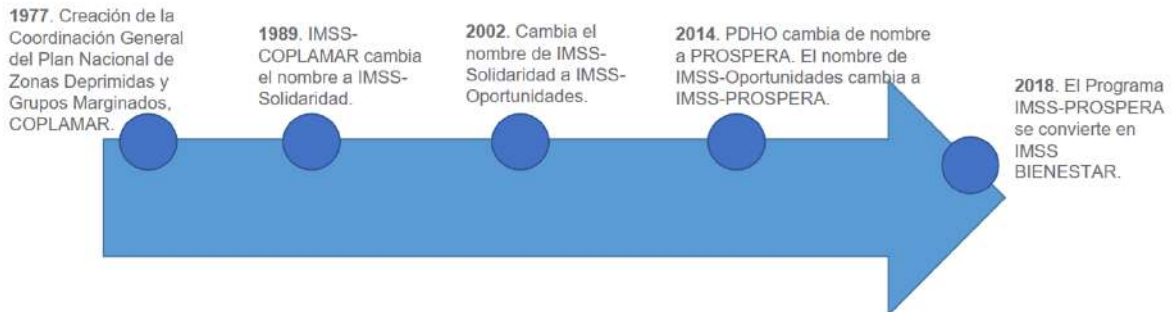 1977. Creación de la
Coordinación General
del Plan Nacional de
Zonas Deprimidas y
Grupos Marginados,
COPLAMAR.
1989. IMSS-
COPLAMAR cambia
el nombre a IMSS-
Solidaridad.
2002. Cambia el
nombre de IMSS-
Solidaridad a IMSS-
Oportunidades.
2014. PDHO cambia de nombre
a PROSPERA. El nombre de
IMSS-Oportunidades cambia a
IMSS-PROSPERA.
2018. El Programa
IMSS-PROSPERA
se convierte en
IMSS
BIENESTAR.